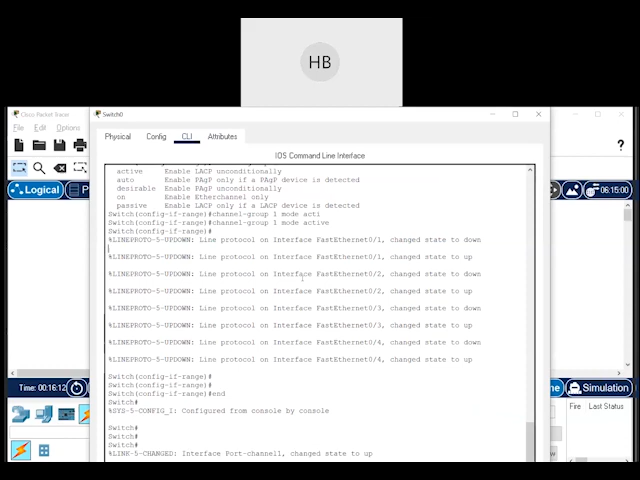 HB
Cisco Packet Tracer
File Edit Options
Switch0
Physical Config CLI Attributes
IOS Command Line Interface
Logical
06:15:00
active Enable LACP unconditionally
auto Enable PAgP only if a PAgP device is detected
desirable Enable PAgP unconditionally
on Enable Etherchannel only
passive Enable LACP only if a LACP device is detected
Switch(config-if-range)#channel-group 1 mode acti
Switch(config-if-range)#channel-group 1 mode active
Switch(config-if-range)#
%LINEPROTO-5-UPDOWN: Line protocol on Interface FastEthernet0/1, changed state to down
%LINEPROTO-5-UPDOWN: Line protocol on Interface FastEthernet0/1, changed state to up
%LINEPROTO-5-UPDOWN: Line protocol on Interface FastEthernet0/2, changed state to down
%LINEPROTO-5-UPDOWN: Line protocol on Interface FastEthernet0/2, changed state to up
%LINEPROTO-5-UPDOWN: Line protocol on Interface FastEthernet0/3, changed state to down
%LINEPROTO-5-UPDOWN: Line protocol on Interface FastEthernet0/3, changed state to up
%LINEPROTO-5-UPDOWN: Line protocol on Interface FastEthernet0/4, changed state to down
%LINEPROTO-5-UPDOWN: Line protocol on Interface FastEthernet0/4, changed state to up
Switch(config-if-range)#
Switch(config-if-range)#
Switch(config-if-range)#end
Switch#
%SYS-5-CONFIG_I: Configured from console by console
Switch#
Switch#
Switch#
%LINK-5-CHANGED: Interface Port-channel1, changed state to up
Time: 00:16:12
Simulation
Fire Last Status